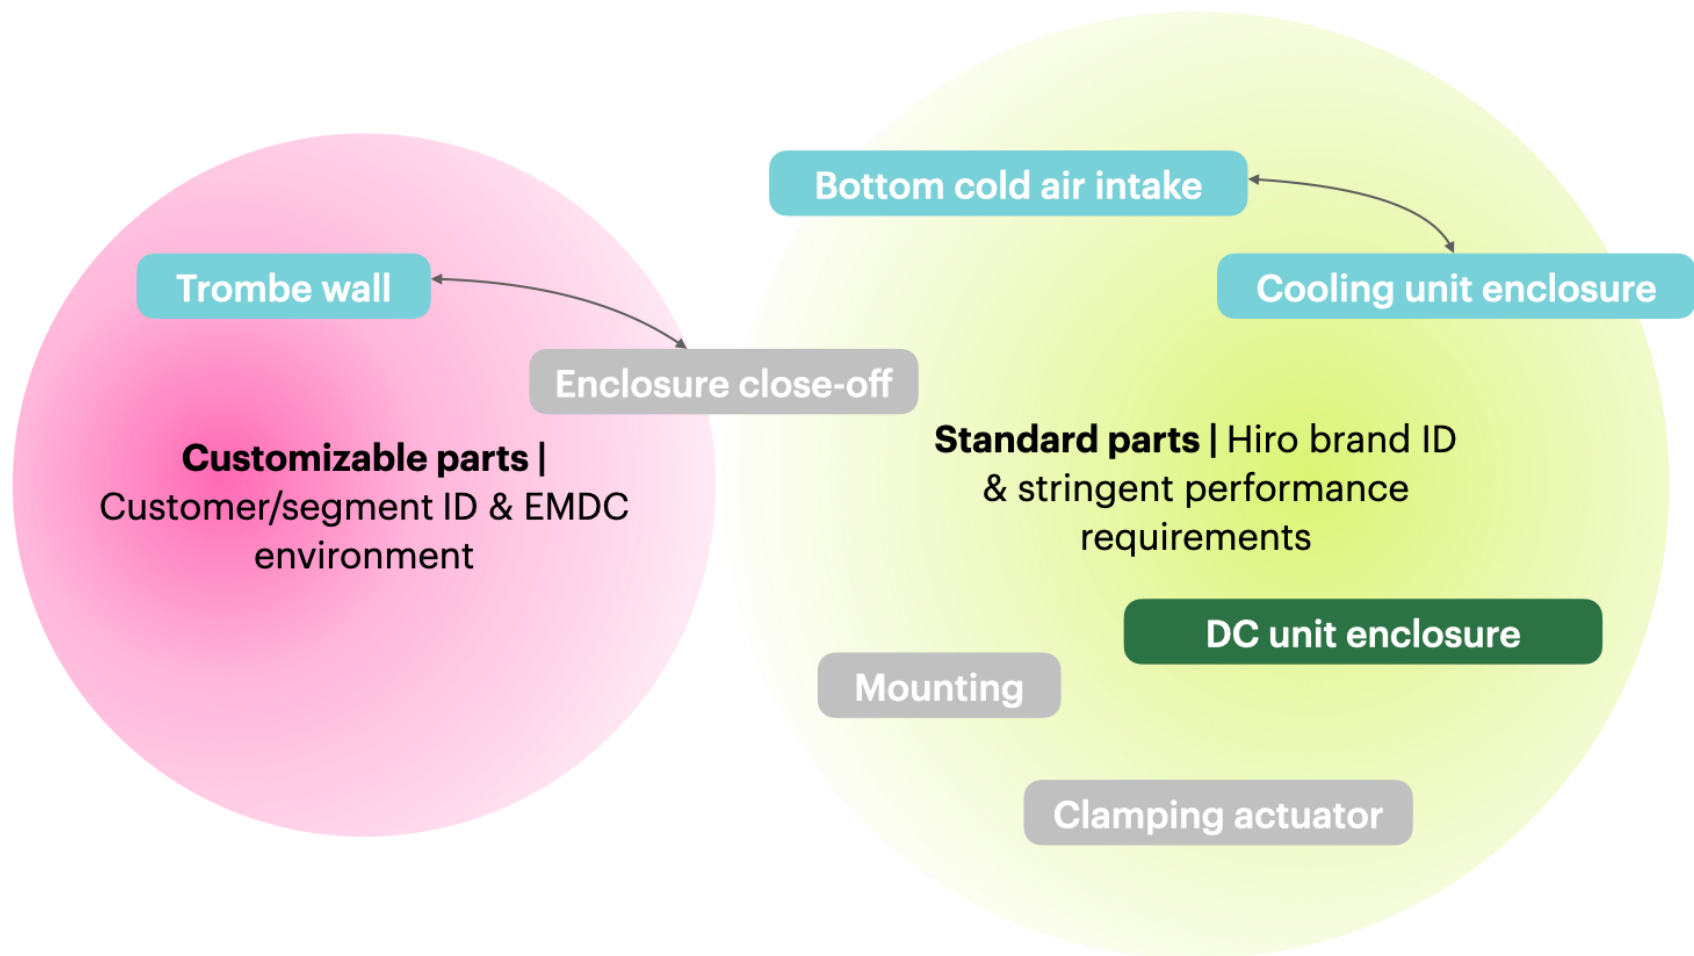 Bottom cold air intake
Trombe wall
Cooling unit enclosure
Enclosure close-off
Customizable parts |
Customer/segment ID & EMDC
environment
Standard parts | Hiro brand ID
& stringent performance
requirements
DC unit enclosure
Mounting
Clamping actuator